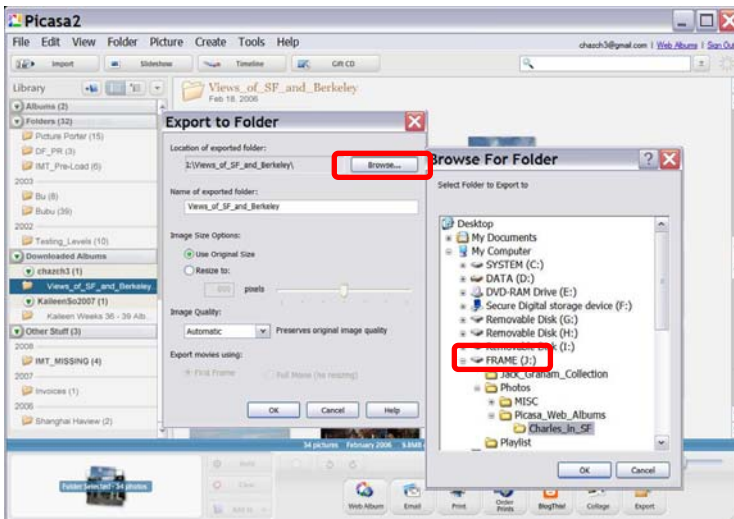 Picasa2
File Edit View Folder Picture Create Tools Help
chazch3@gmail.com | Web Albums | Sign Out
Import Slideshow Timeline Gift CD
Library
Albums (2)
Folders (32)
Picture Porter (15)
DF_PR (3)
IMT_Pre-Load (6)
2003
Bu (8)
Bubu (39)
2002
Testing_Levels (10)
Downloaded Albums
chazch3 (1)
Views_of_SF_and_Berkeley
KaileenSo2007 (1)
Kaileen Weeks 36 - 39 Alb
Other Stuff (3)
2008
IMT_MISSING (4)
2007
Invoices (1)
2006
Shanghai Haview (2)
Views_of_SF_and_Berkeley
Feb 18, 2006
Export to Folder
Location of exported folder:
I:\Views_of_SF_and_Berkeley\ Browse...
Name of exported folder:
Views_of_SF_and_Berkeley
Image Size Options:
Use Original Size
Resize to:
pixels
Image Quality:
Automatic Preserves original image quality
Export movies using:
First Frame Full Movie (no resizing)
OK Cancel Help
Browse For Folder
Select Folder to Export to
Desktop
My Documents
My Computer
SYSTEM (C:)
DATA (D:)
DVD-RAM Drive (E:)
Secure Digital storage device (F:)
Removable Disk (G:)
Removable Disk (H:)
Removable Disk (I:)
FRAME (J:)
Jack_Graham_Collection
Photos
MISC
Picasa_Web_Albums
Charles_in_SF
Playlist
OK Cancel
54 pictures February 2006
Folder Selected - 54 photos
Hold
Clear
Add to
Web Album Email Print Order Prints BlogThis! Collage Export